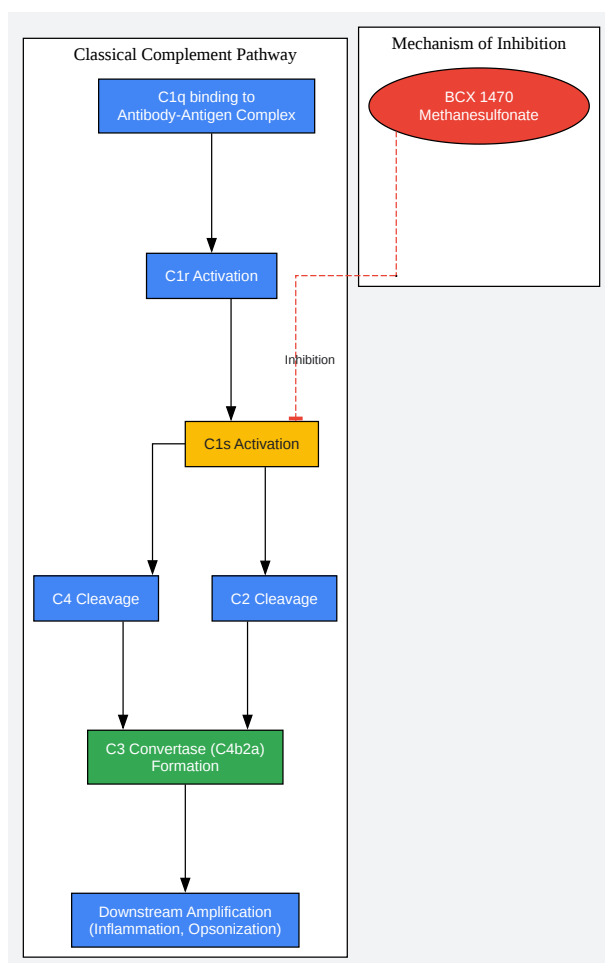 Classical Complement Pathway
C1q binding to
Antibody-Antigen Complex
C1r Activation
C1s Activation
C4 Cleavage
C2 Cleavage
C3 Convertase (C4b2a)
Formation
Downstream Amplification
(Inflammation, Opsonization)
Mechanism of Inhibition
BCX 1470
Methanesulfonate
Inhibition